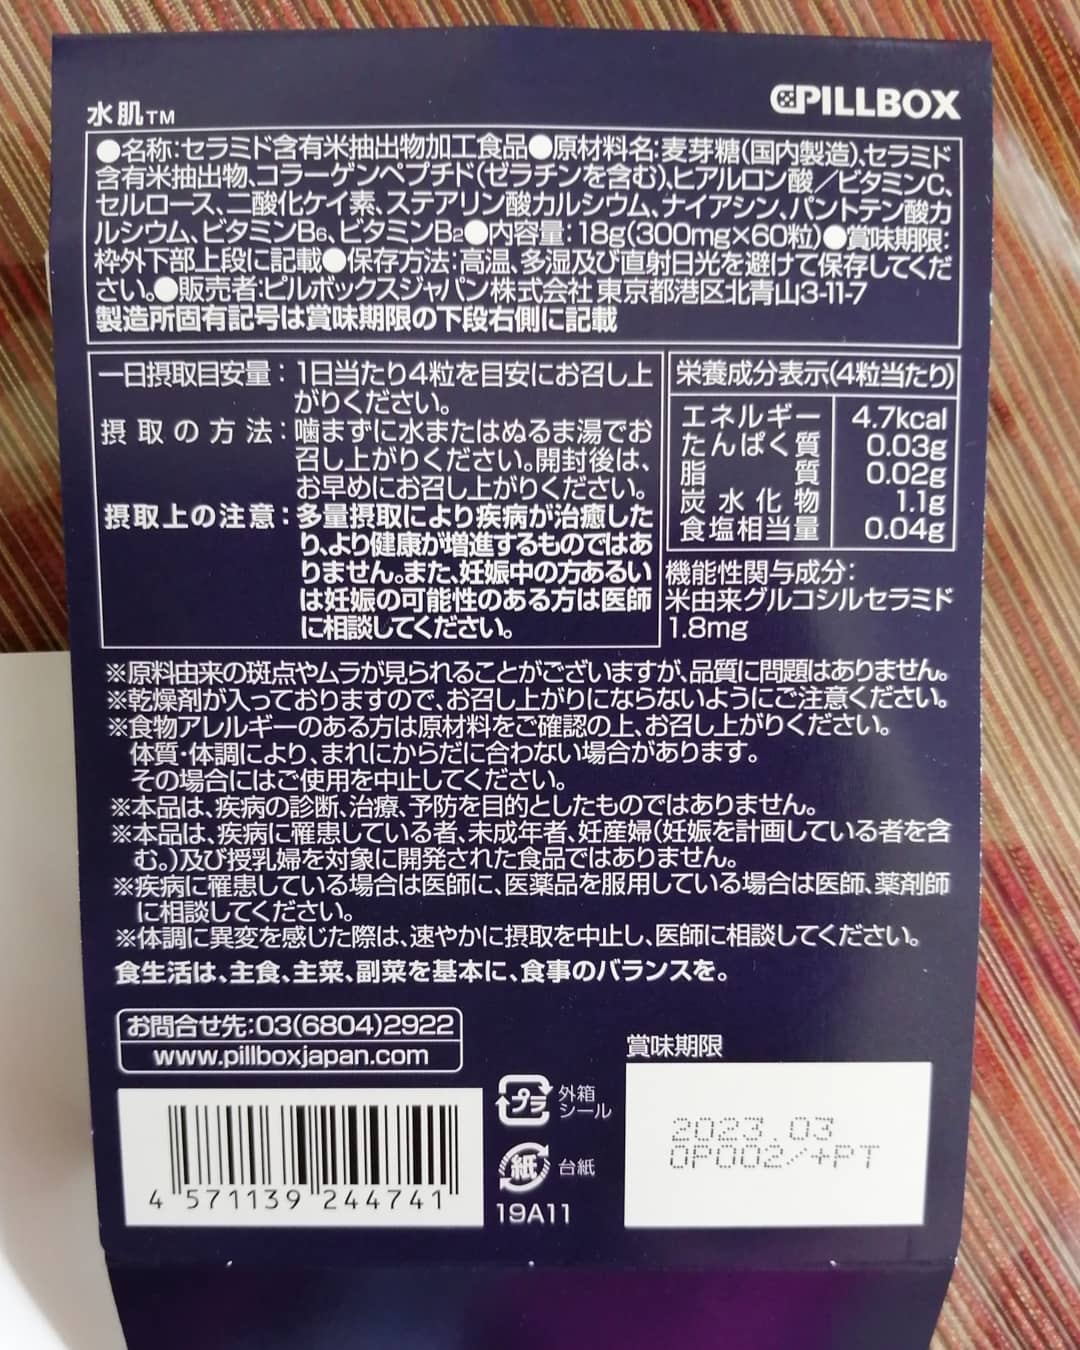 水肌™
PILLBOX
●名称:セラミド含有米抽出物加工食品●原材料名:麦芽糖(国内製造)、セラミド
含有米抽出物、コラーゲンペプチド(ゼラチンを含む)、ヒアルロン酸／ビタミンC、
セルロース、二酸化ケイ素、ステアリン酸カルシウム、ナイアシン、パントテン酸カ
ルシウム、ビタミンB6、ビタミンB2●内容量:18g(300mg×60粒)●賞味期限:
枠外下部上段に記載●保存方法:高温、多湿及び直射日光を避けて保存してくだ
さい。●販売者:ピルボックスジャパン株式会社 東京都港区北青山3-11-7
製造所固有記号は賞味期限の下段右側に記載
一日摂取目安量:1日当たり4粒を目安にお召し上
がりください。
摂取の方法:噛まずに水またはぬるま湯でお
召し上がりください。開封後は、
お早めにお召し上がりください。
摂取上の注意:多量摂取により疾病が治癒した
り、より健康が増進するものではあ
りません。また、妊娠中の方あるい
は妊娠の可能性のある方は医師
に相談してください。
栄養成分表示(4粒当たり)
エネルギー 4.7kcal
たんぱく質 0.03g
脂質 0.02g
炭水化物 1.1g
食塩相当量 0.04g
機能性関与成分:
米由来グルコシルセラミド
1.8mg
※原料由来の斑点やムラが見られることがございますが、品質に問題はありません。
※乾燥剤が入っておりますので、お召し上がりにならないようにご注意ください。
※食物アレルギーのある方は原材料をご確認の上、お召し上がりください。
体質・体調により、まれにからだに合わない場合があります。
その場合にはご使用を中止してください。
※本品は、疾病の診断、治療、予防を目的としたものではありません。
※本品は、疾病に罹患している者、未成年者、妊産婦(妊娠を計画している者を含
む。)及び授乳婦を対象に開発された食品ではありません。
※疾病に罹患している場合は医師に、医薬品を服用している場合は医師、薬剤師
に相談してください。
※体調に異変を感じた際は、速やかに摂取を中止し、医師に相談してください。
食生活は、主食、主菜、副菜を基本に、食事のバランスを。
お問合せ先:03(6804)2922
www.pillboxjapan.com
4 571139 244741
プラ
外箱
シール
紙
台紙
19A11
賞味期限
2023.03
0P002/+PT